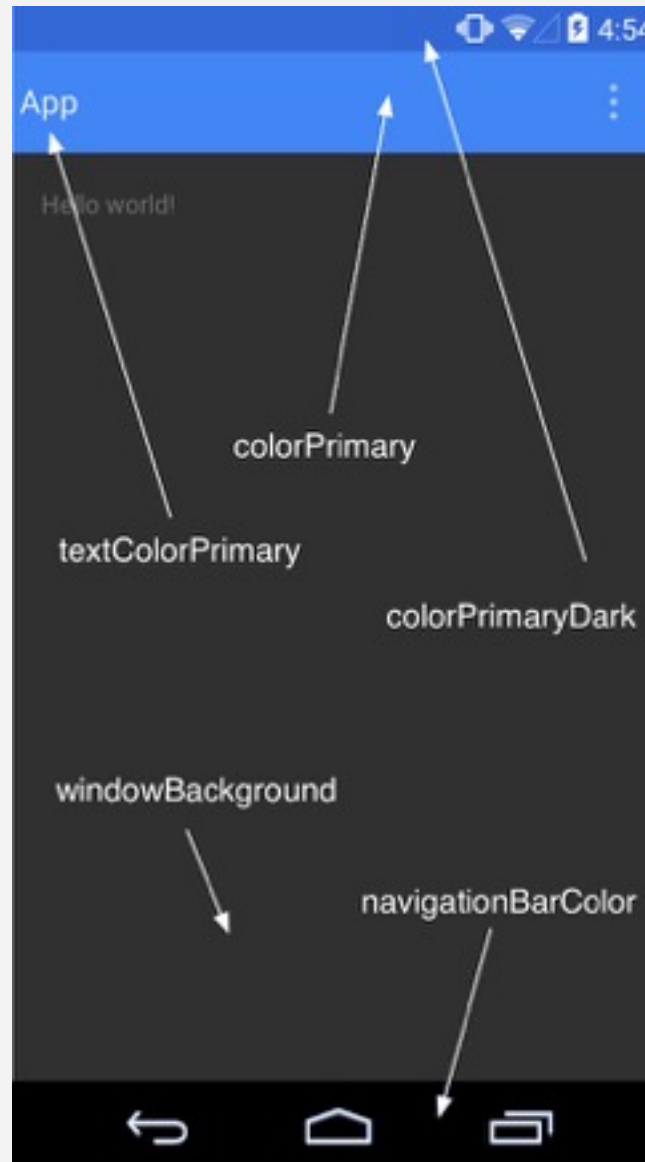 4:54
App
Hello world!
colorPrimary
textColorPrimary
colorPrimaryDark
windowBackground
navigationBarColor